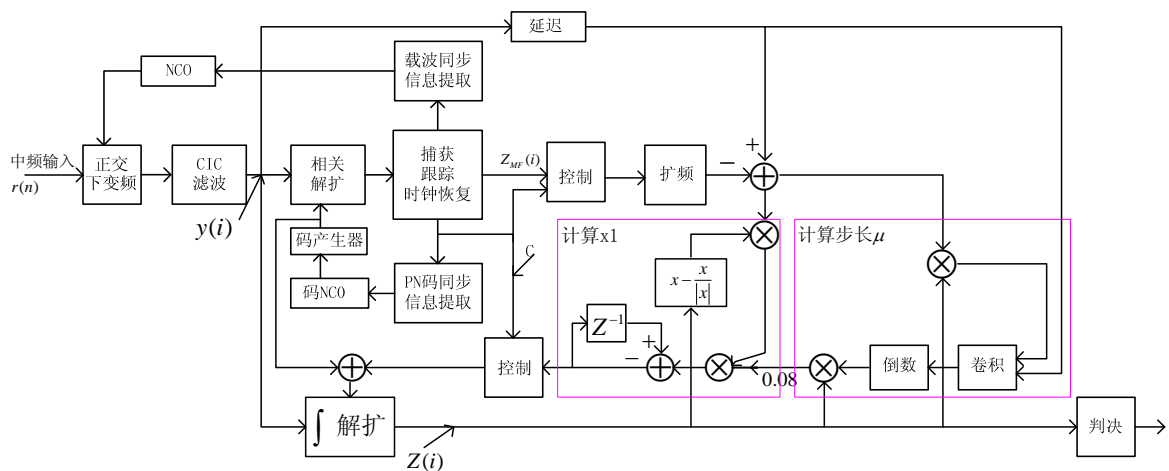 延迟
NCO
载波同步
信息提取
中频输入
r(n)
正交
下变频
CIC
滤波
相关
解扩
捕获
跟踪
时钟恢复
Z_{MF}(i)
控制
扩频
−
+
y(i)
码产生器
码NCO
PN码同步
信息提取
C
计算x1
x - \frac{x}{|x|}
计算步长μ
Z^{-1}
+
−
控制
0.08
倒数
卷积
∫ 解扩
Z(i)
判决